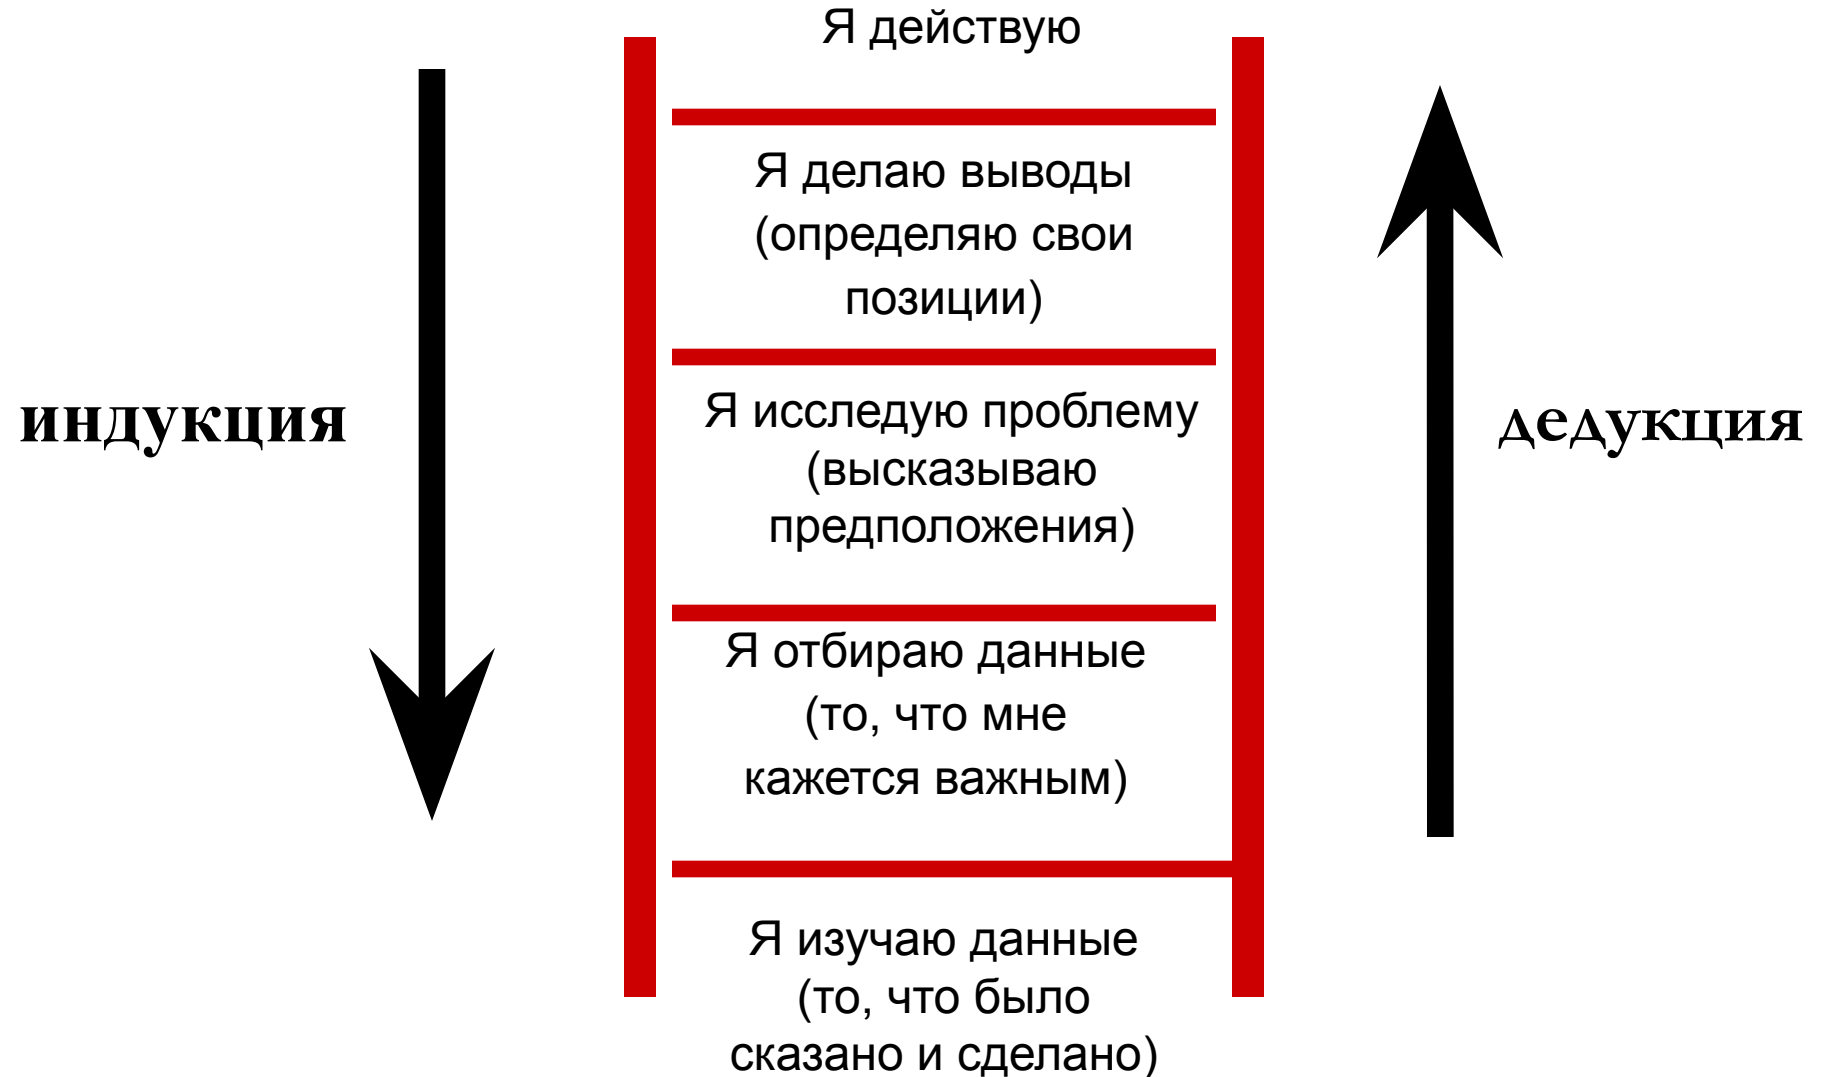 Я действую
Я делаю выводы
(определяю свои
позиции)
индукция
Я исследую проблему
(высказываю
предположения)
дедукция
Я отбираю данные
(то, что мне
кажется важным)
Я изучаю данные
(то, что было
сказано и сделано)